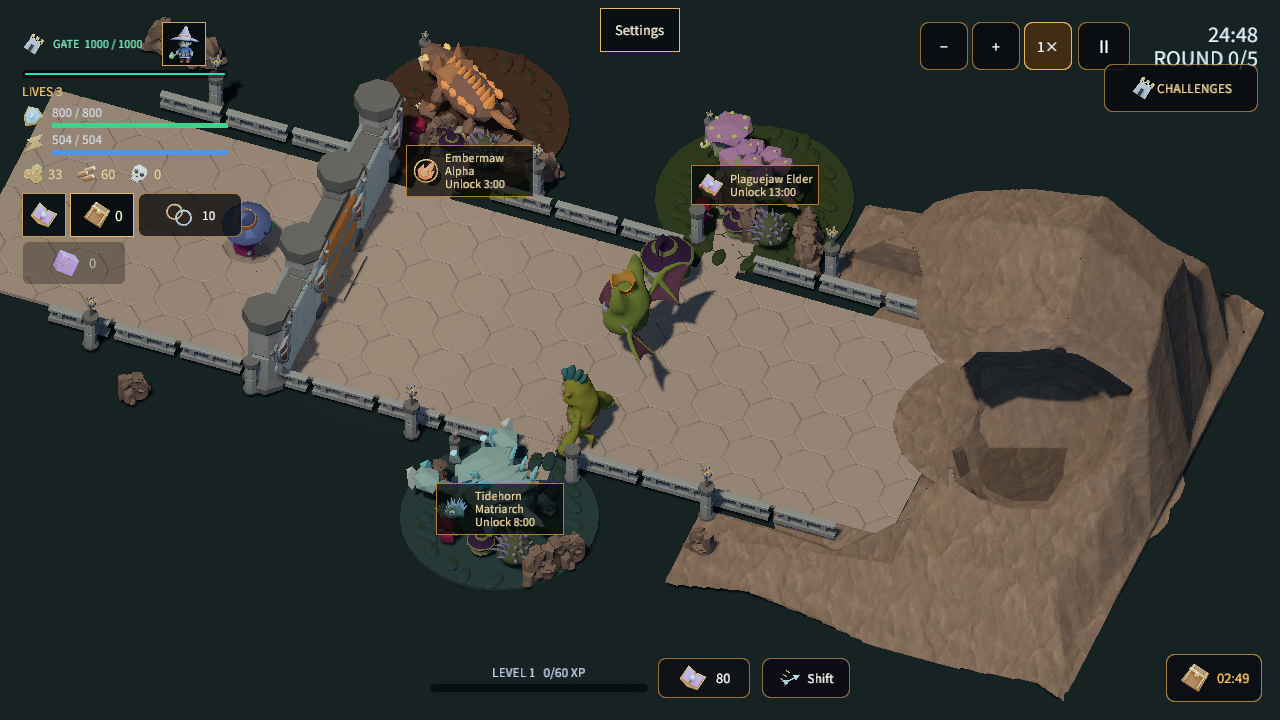 GATE 1000 / 1000
LIVES 3
800 / 800
504 / 504
33 60 0
0 10
0
Settings
− + 1×
24:48
ROUND 0/5
CHALLENGES
Embermaw
Alpha
Unlock 3:00
Plaguejaw Elder
Unlock 13:00
Tidehorn
Matriarch
Unlock 8:00
LEVEL 1 0/60 XP
80
Shift
02:49